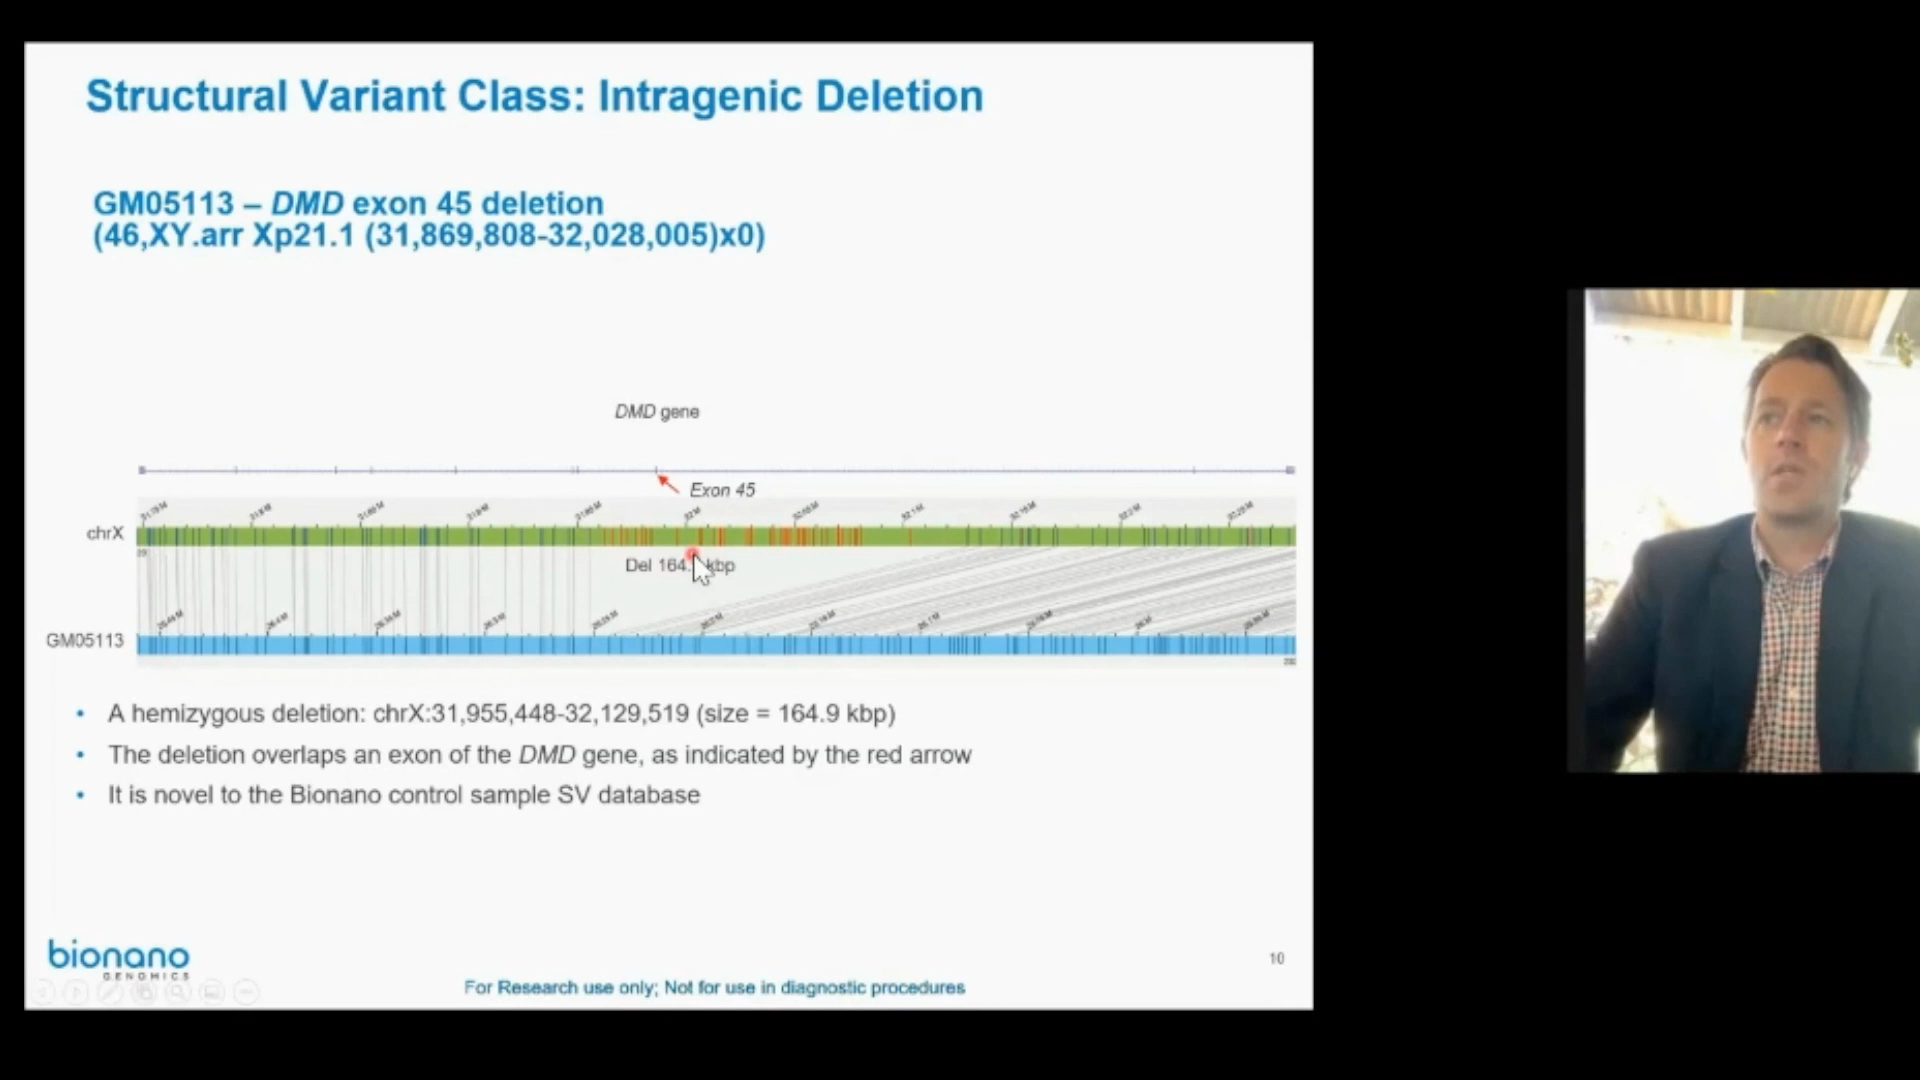 Structural Variant Class: Intragenic Deletion
GM05113 – DMD exon 45 deletion
(46,XY.arr Xp21.1 (31,869,808-32,028,005)x0)
DMD gene
Exon 45
chrX
Del 164. kbp
GM05113
• A hemizygous deletion: chrX:31,955,448-32,129,519 (size = 164.9 kbp)
• The deletion overlaps an exon of the DMD gene, as indicated by the red arrow
• It is novel to the Bionano control sample SV database
bionano
GENOMICS
10
For Research use only; Not for use in diagnostic procedures